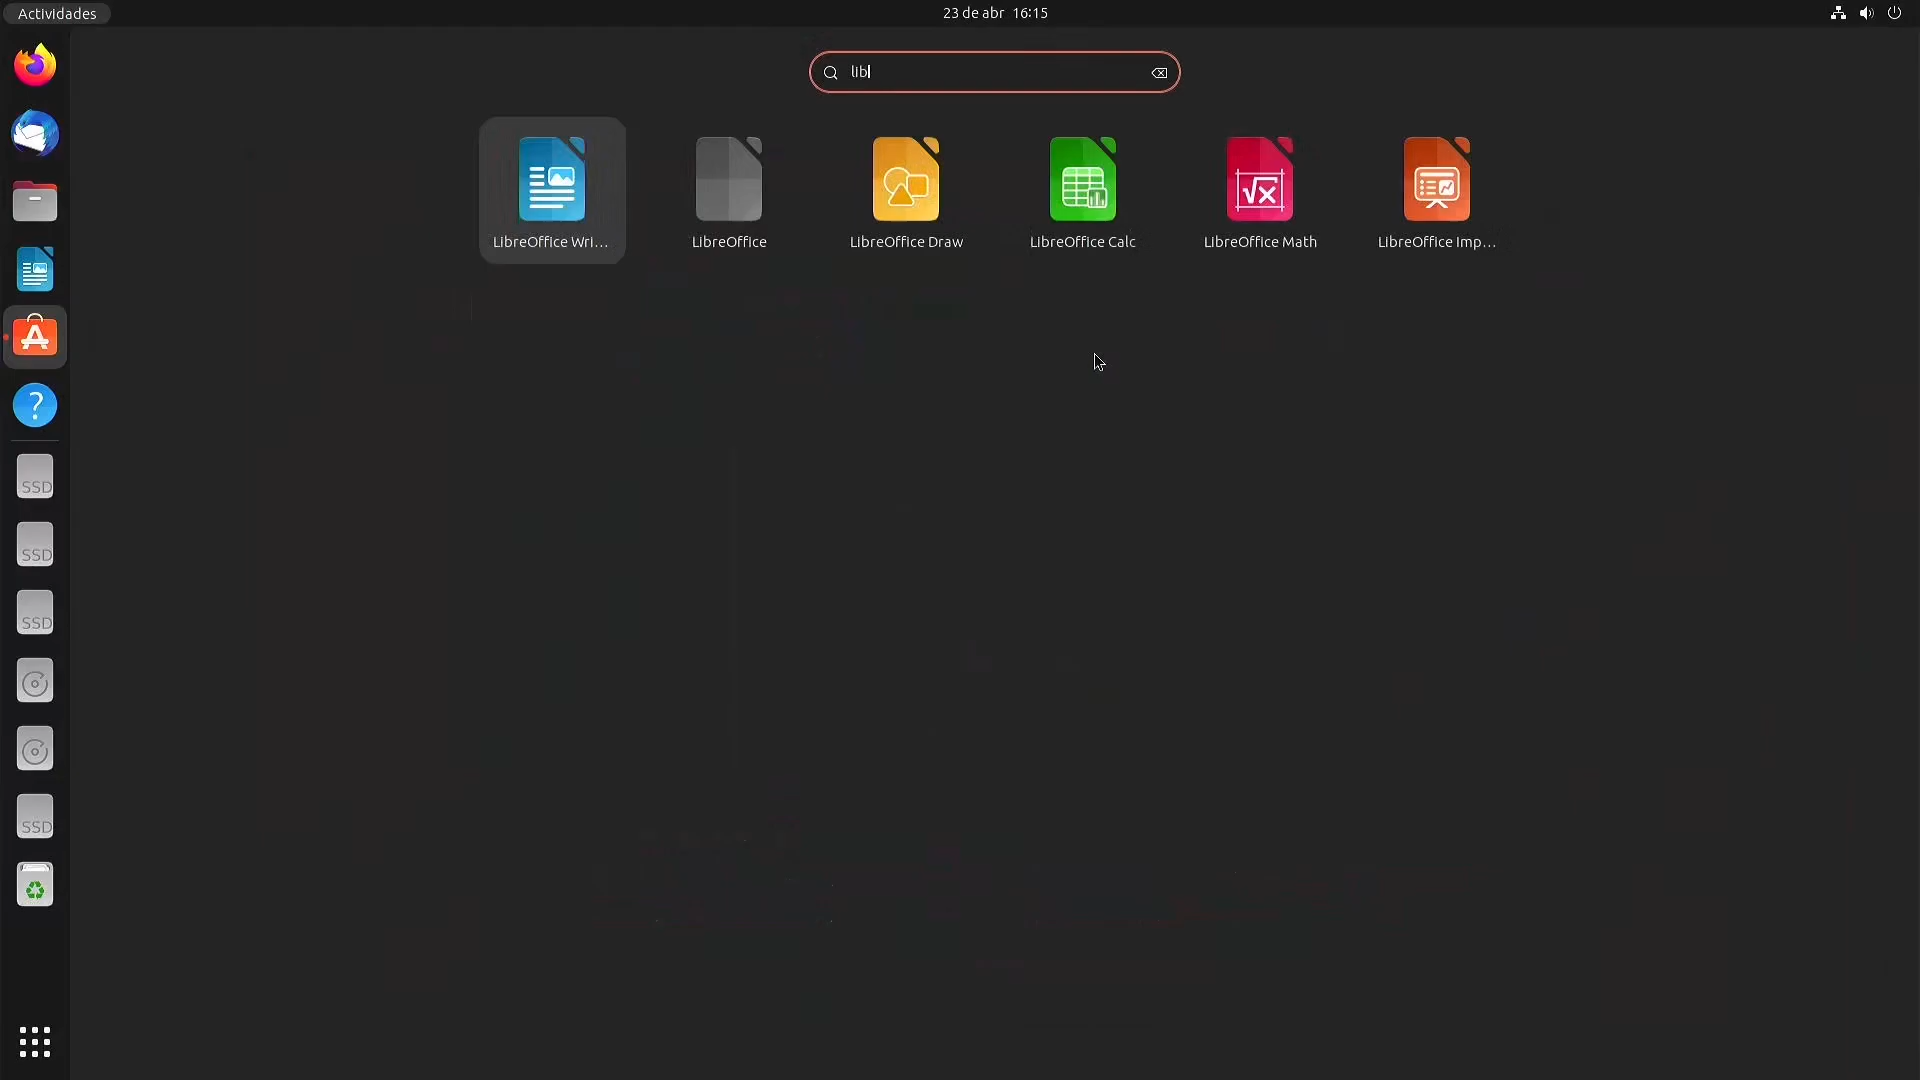 Actividades
23 de abr 16:15
lib
LibreOffice Wri...
LibreOffice
LibreOffice Draw
LibreOffice Calc
LibreOffice Math
LibreOffice Imp...
SSD
SSD
SSD
SSD